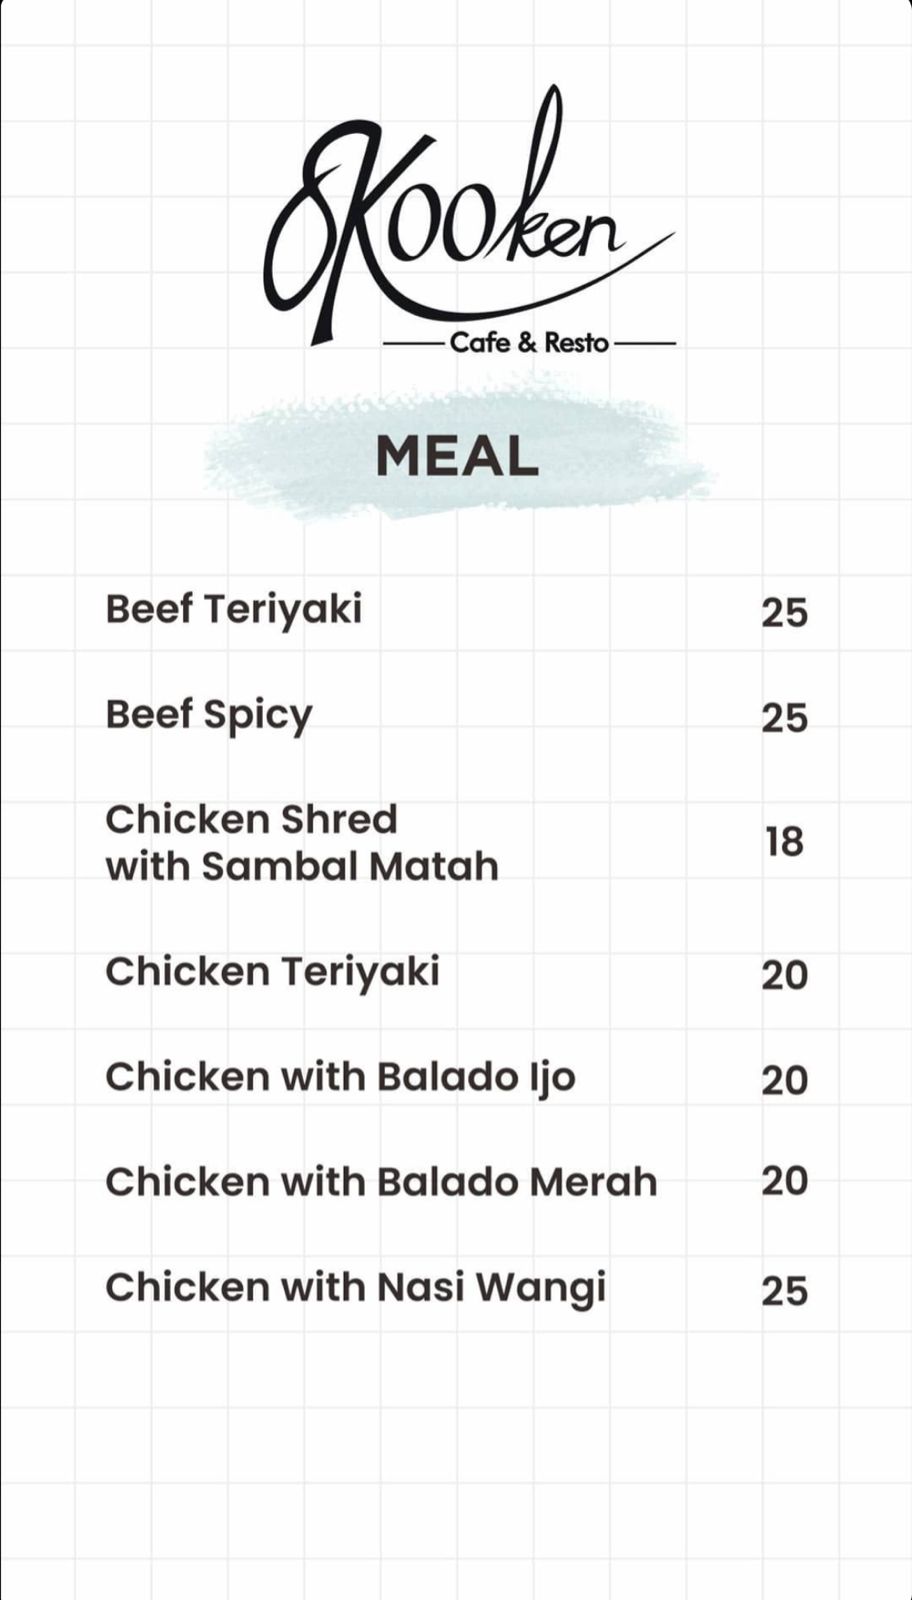 Kooken
Cafe & Resto
MEAL
Beef Teriyaki 25
Beef Spicy 25
Chicken Shred
with Sambal Matah 18
Chicken Teriyaki 20
Chicken with Balado Ijo 20
Chicken with Balado Merah 20
Chicken with Nasi Wangi 25